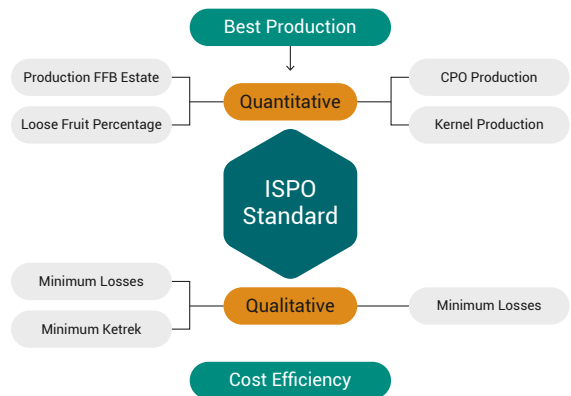 Best Production
Production FFB Estate
Quantitative
CPO Production
Loose Fruit Percentage
Kernel Production
ISPO
Standard
Minimum Losses
Qualitative
Minimum Losses
Minimum Ketrek
Cost Efficiency